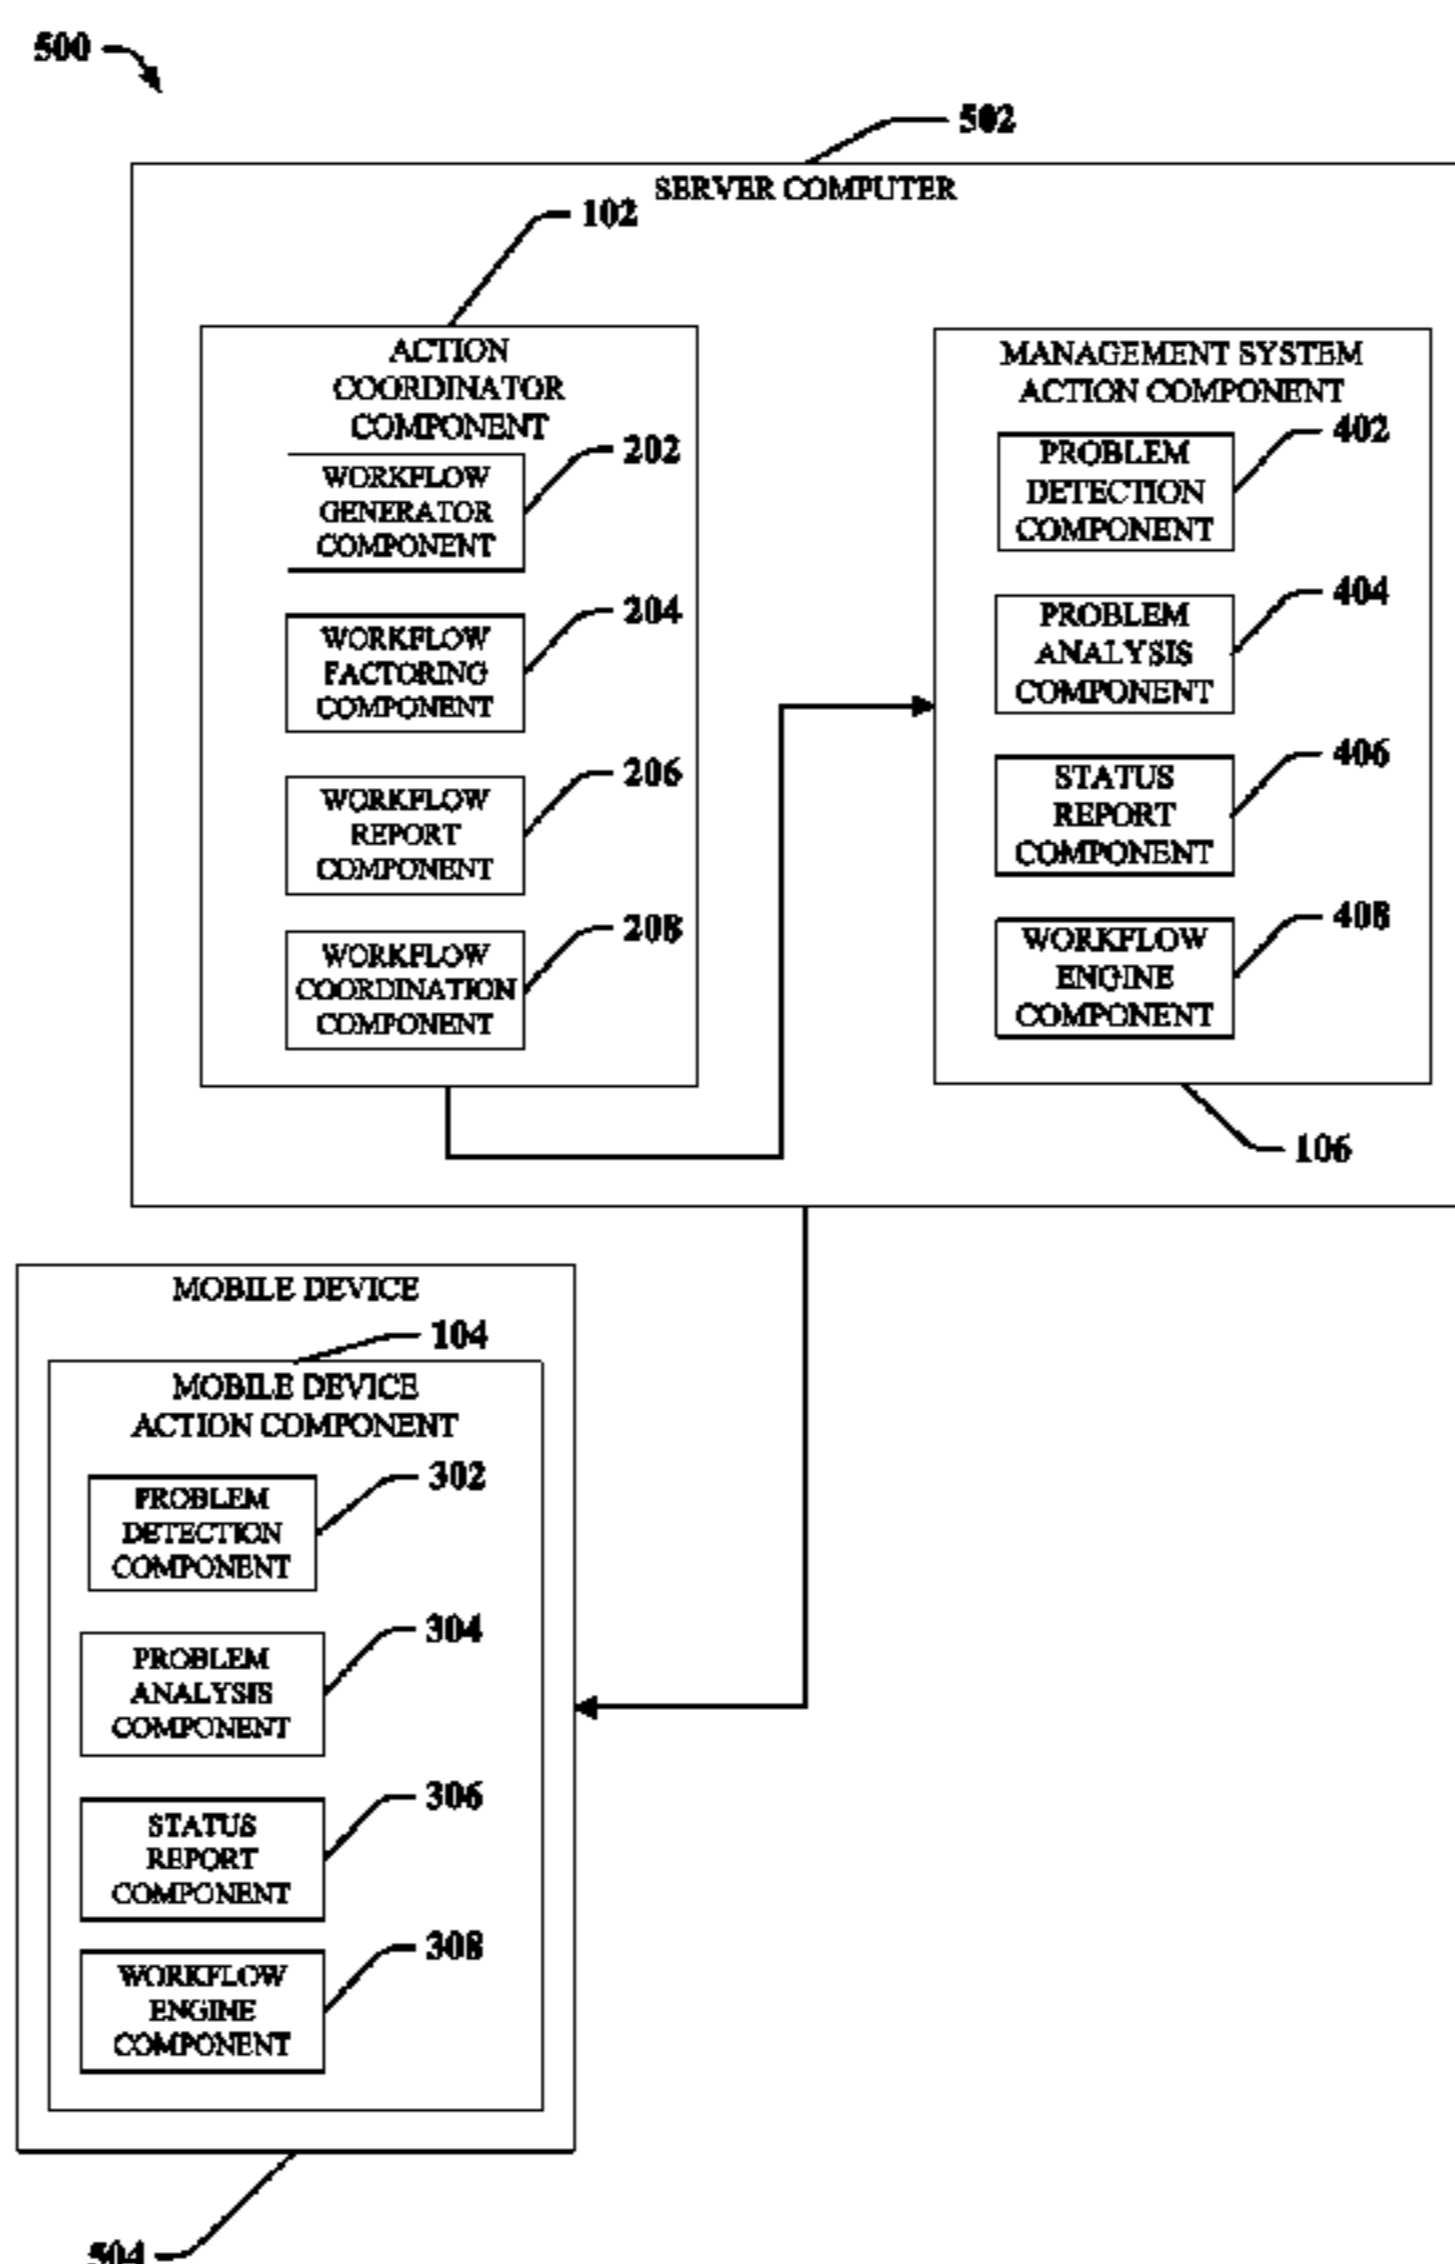 500
502
SERVER COMPUTER
102
ACTION
COORDINATOR
COMPONENT
202
WORKFLOW
GENERATOR
COMPONENT
204
WORKFLOW
FACTORING
COMPONENT
206
WORKFLOW
REPORT
COMPONENT
208
WORKFLOW
COORDINATION
COMPONENT
MANAGEMENT SYSTEM
ACTION COMPONENT
402
PROBLEM
DETECTION
COMPONENT
404
PROBLEM
ANALYSIS
COMPONENT
406
STATUS
REPORT
COMPONENT
408
WORKFLOW
ENGINE
COMPONENT
106
MOBILE DEVICE
104
MOBILE DEVICE
ACTION COMPONENT
302
PROBLEM
DETECTION
COMPONENT
304
PROBLEM
ANALYSIS
COMPONENT
306
STATUS
REPORT
COMPONENT
308
WORKFLOW
ENGINE
COMPONENT
504